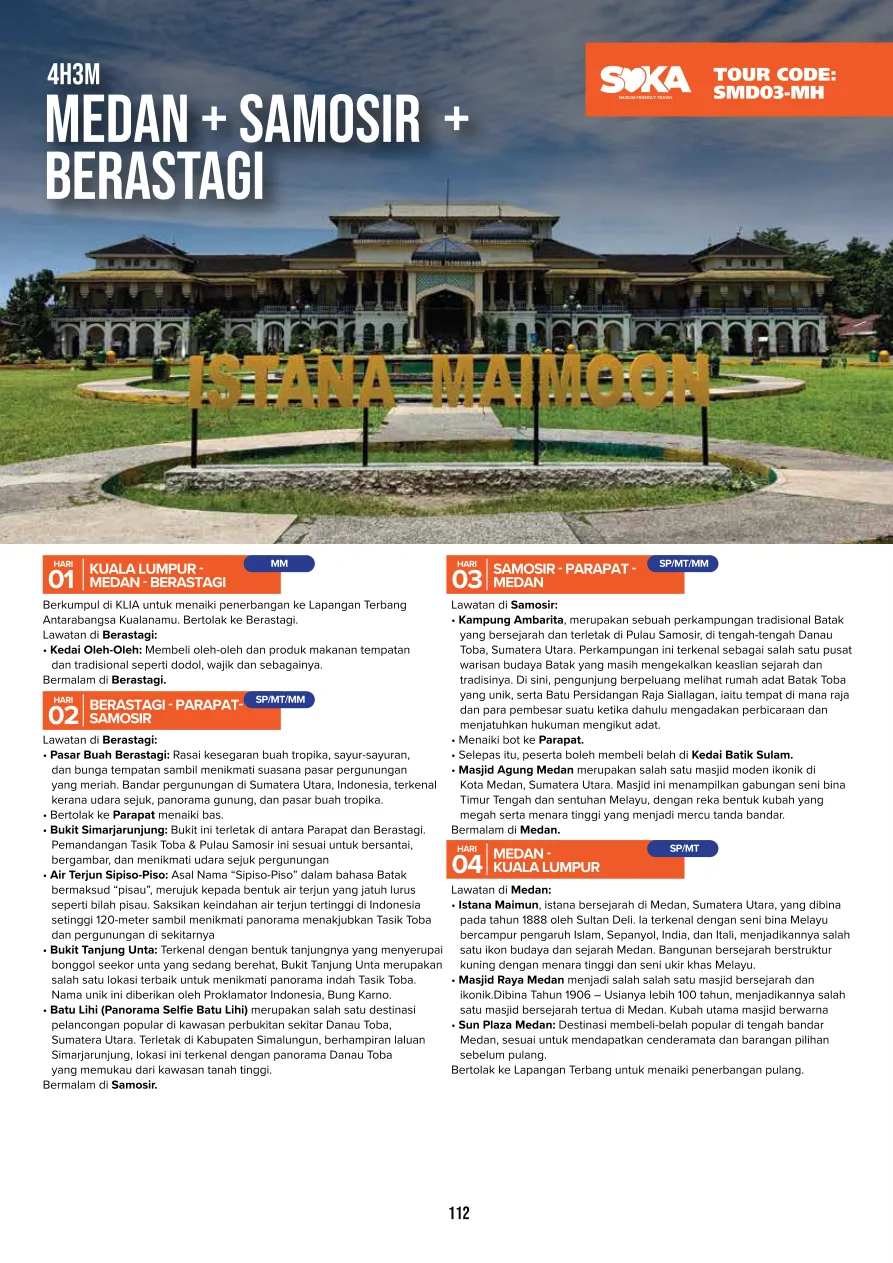 4H3M
MEDAN + SAMOSIR +
BERASTAGI
SOKA
MUSLIM-FRIENDLY TRAVEL
TOUR CODE:
SMD03-MH
ISTANA MAIMOON
HARI
01
KUALA LUMPUR -
MEDAN - BERASTAGI
MM
Berkumpul di KLIA untuk menaiki penerbangan ke Lapangan Terbang
Antarabangsa Kualanamu. Bertolak ke Berastagi.
Lawatan di Berastagi:
• Kedai Oleh-Oleh: Membeli oleh-oleh dan produk makanan tempatan
dan tradisional seperti dodol, wajik dan sebagainya.
Bermalam di Berastagi.
HARI
02
BERASTAGI - PARAPAT-
SAMOSIR
SP/MT/MM
Lawatan di Berastagi:
• Pasar Buah Berastagi: Rasai kesegaran buah tropika, sayur-sayuran,
dan bunga tempatan sambil menikmati suasana pasar pergunungan
yang meriah. Bandar pergunungan di Sumatera Utara, Indonesia, terkenal
kerana udara sejuk, panorama gunung, dan pasar buah tropika.
• Bertolak ke Parapat menaiki bas.
• Bukit Simarjarunjung: Bukit ini terletak di antara Parapat dan Berastagi.
Pemandangan Tasik Toba & Pulau Samosir ini sesuai untuk bersantai,
bergambar, dan menikmati udara sejuk pergunungan
• Air Terjun Sipiso-Piso: Asal Nama “Sipiso-Piso” dalam bahasa Batak
bermaksud “pisau”, merujuk kepada bentuk air terjun yang jatuh lurus
seperti bilah pisau. Saksikan keindahan air terjun tertinggi di Indonesia
setinggi 120-meter sambil menikmati panorama menakjubkan Tasik Toba
dan pergunungan di sekitarnya
• Bukit Tanjung Unta: Terkenal dengan bentuk tanjungnya yang menyerupai
bonggol seekor unta yang sedang berehat, Bukit Tanjung Unta merupakan
salah satu lokasi terbaik untuk menikmati panorama indah Tasik Toba.
Nama unik ini diberikan oleh Proklamator Indonesia, Bung Karno.
• Batu Lihi (Panorama Selfie Batu Lihi) merupakan salah satu destinasi
pelancongan popular di kawasan perbukitan sekitar Danau Toba,
Sumatera Utara. Terletak di Kabupaten Simalungun, berhampiran laluan
Simarjarunjung, lokasi ini terkenal dengan panorama Danau Toba
yang memukau dari kawasan tanah tinggi.
Bermalam di Samosir.
HARI
03
SAMOSIR - PARAPAT -
MEDAN
SP/MT/MM
Lawatan di Samosir:
• Kampung Ambarita, merupakan sebuah perkampungan tradisional Batak
yang bersejarah dan terletak di Pulau Samosir, di tengah-tengah Danau
Toba, Sumatera Utara. Perkampungan ini terkenal sebagai salah satu pusat
warisan budaya Batak yang masih mengekalkan keaslian sejarah dan
tradisinya. Di sini, pengunjung berpeluang melihat rumah adat Batak Toba
yang unik, serta Batu Persidangan Raja Siallagan, iaitu tempat di mana raja
dan para pembesar suatu ketika dahulu mengadakan perbicaraan dan
menjatuhkan hukuman mengikut adat.
• Menaiki bot ke Parapat.
• Selepas itu, peserta boleh membeli belah di Kedai Batik Sulam.
• Masjid Agung Medan merupakan salah satu masjid moden ikonik di
Kota Medan, Sumatera Utara. Masjid ini menampilkan gabungan seni bina
Timur Tengah dan sentuhan Melayu, dengan reka bentuk kubah yang
megah serta menara tinggi yang menjadi mercu tanda bandar.
Bermalam di Medan.
HARI
04
MEDAN -
KUALA LUMPUR
SP/MT
Lawatan di Medan:
• Istana Maimun, istana bersejarah di Medan, Sumatera Utara, yang dibina
pada tahun 1888 oleh Sultan Deli. Ia terkenal dengan seni bina Melayu
bercampur pengaruh Islam, Sepanyol, India, dan Itali, menjadikannya salah
satu ikon budaya dan sejarah Medan. Bangunan bersejarah berstruktur
kuning dengan menara tinggi dan seni ukir khas Melayu.
• Masjid Raya Medan menjadi salah salah satu masjid bersejarah dan
ikonik.Dibina Tahun 1906 – Usianya lebih 100 tahun, menjadikannya salah
satu masjid bersejarah tertua di Medan. Kubah utama masjid berwarna
• Sun Plaza Medan: Destinasi membeli-belah popular di tengah bandar
Medan, sesuai untuk mendapatkan cenderamata dan barangan pilihan
sebelum pulang.
Bertolak ke Lapangan Terbang untuk menaiki penerbangan pulang.
112